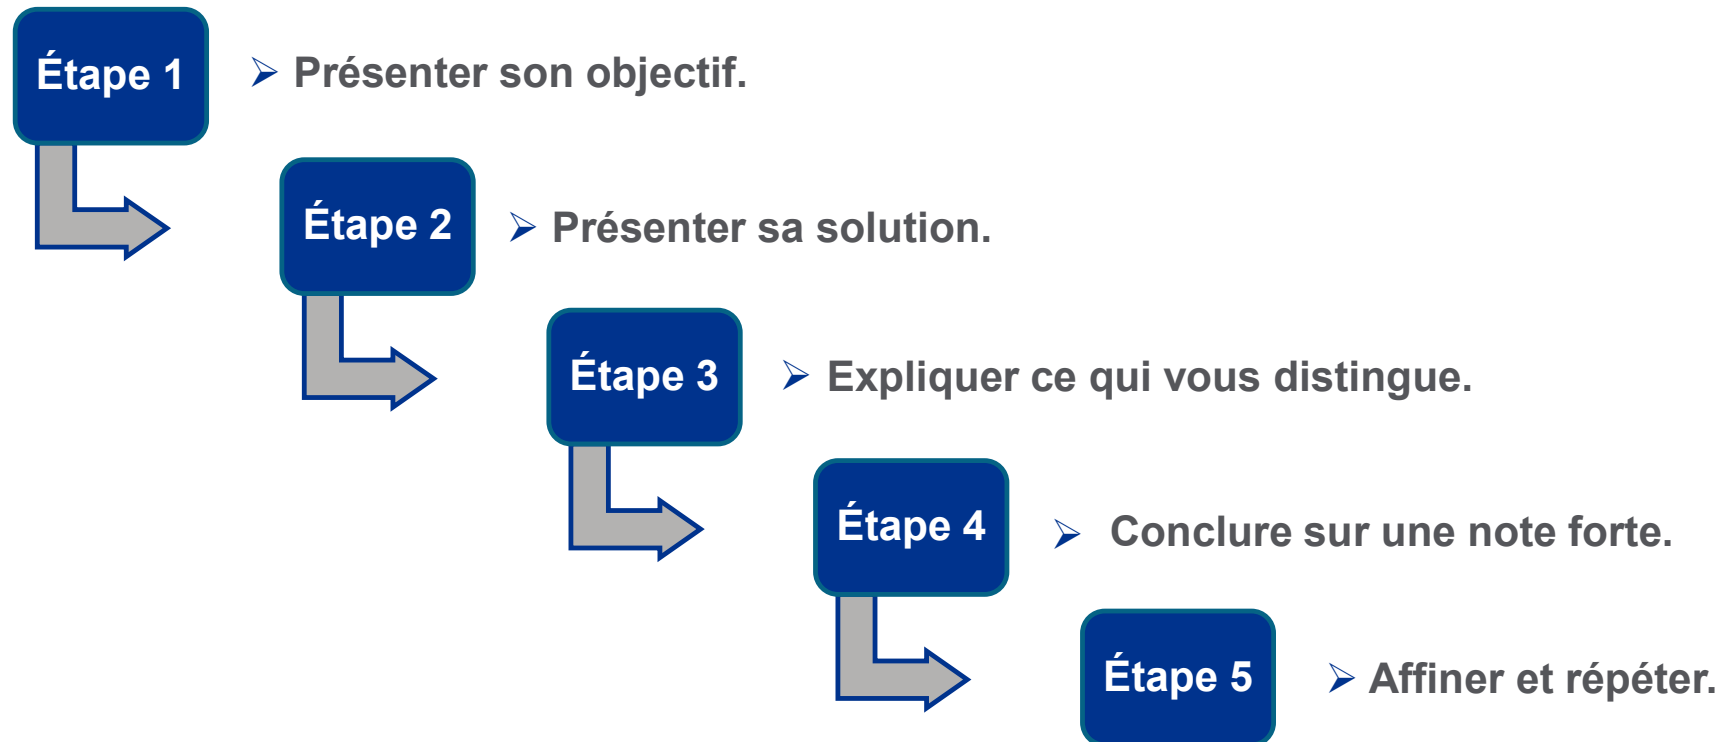 Étape 1
Présenter son objectif.
Étape 2
Présenter sa solution.
Étape 3
Expliquer ce qui vous distingue.
Étape 4
Conclure sur une note forte.
Étape 5
Affiner et répéter.